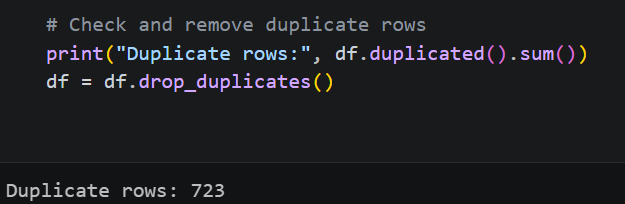 # Check and remove duplicate rows
print("Duplicate rows:", df.duplicated().sum())
df = df.drop_duplicates()
Duplicate rows: 723